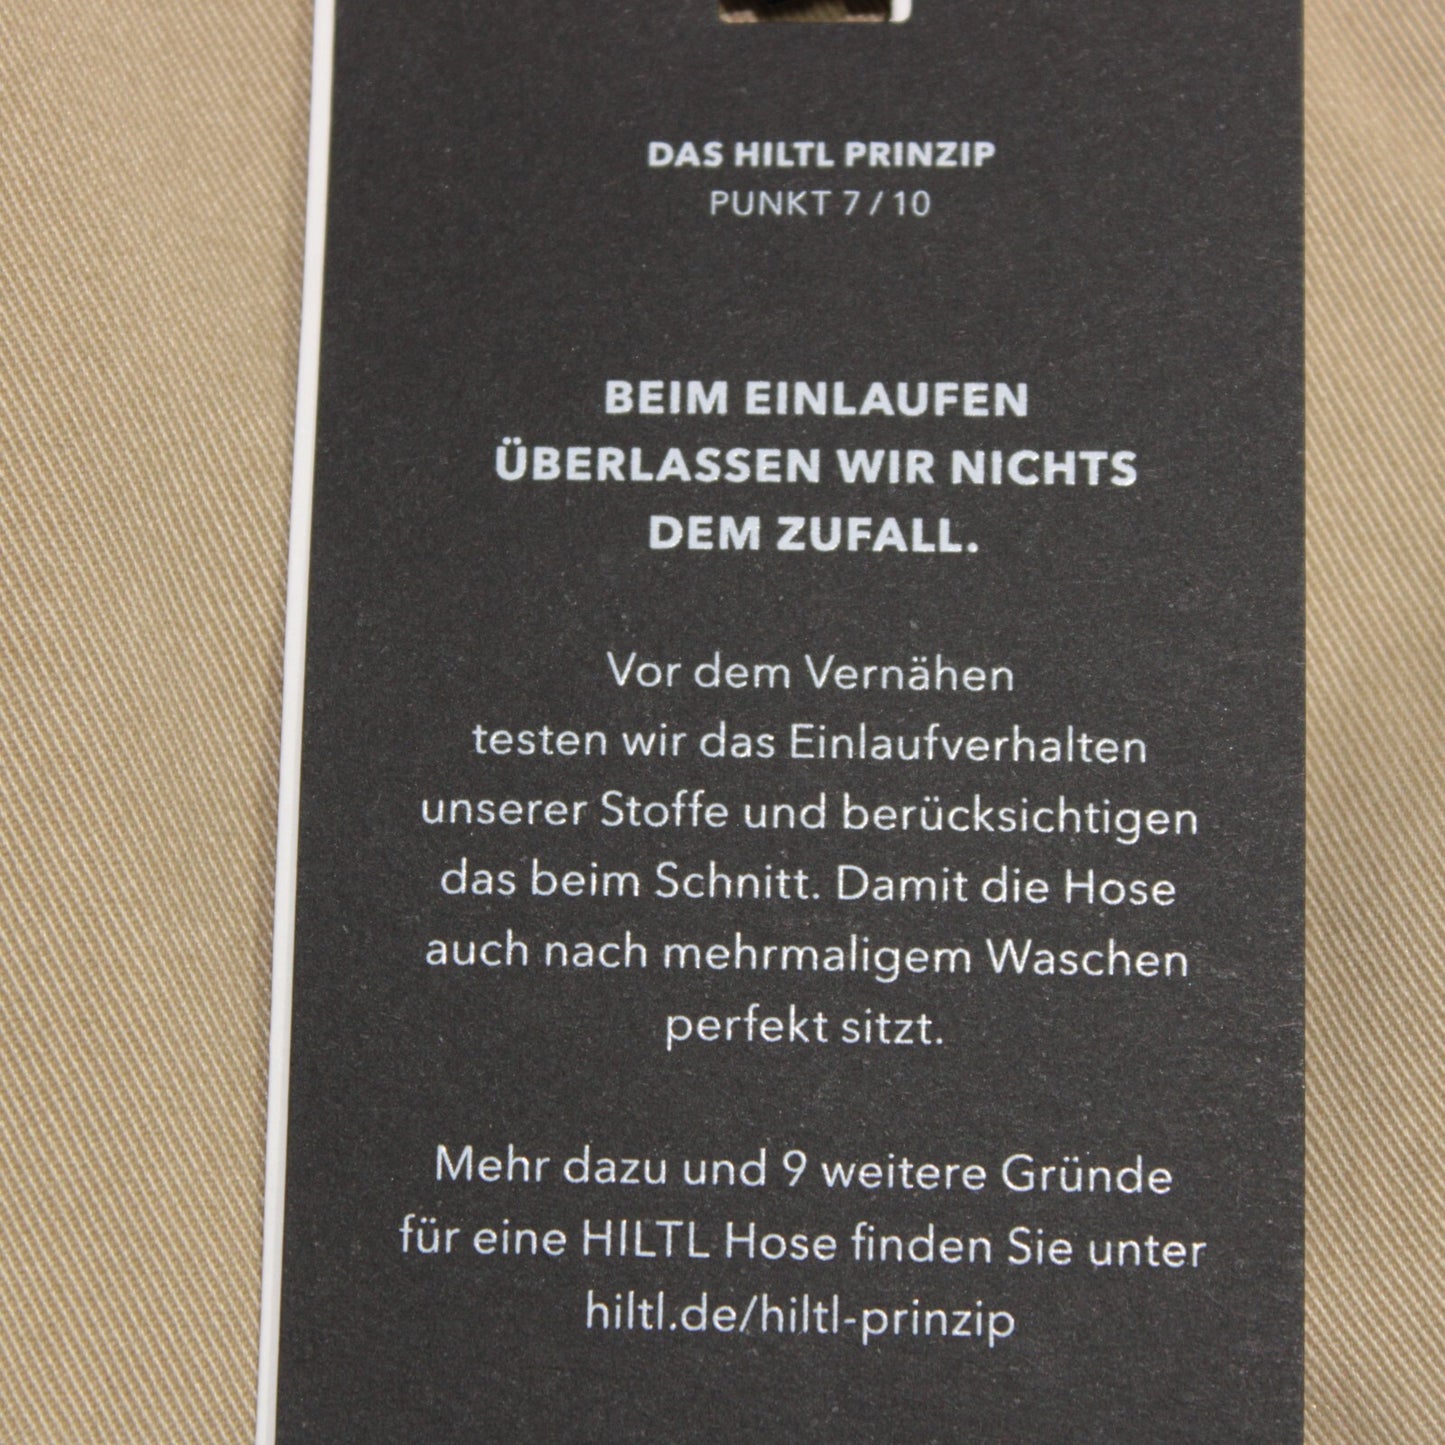 DAS HILTL PRINZIP
PUNKT 7 / 10
BEIM EINLAUFEN
ÜBERLASSEN WIR NICHTS
DEM ZUFALL.
Vor dem Vernähen
testen wir das Einlaufverhalten
unserer Stoffe und berücksichtigen
das beim Schnitt. Damit die Hose
auch nach mehrmaligem Waschen
perfekt sitzt.
Mehr dazu und 9 weitere Gründe
für eine HILTL Hose finden Sie unter
hiltl.de/hiltl-prinzip